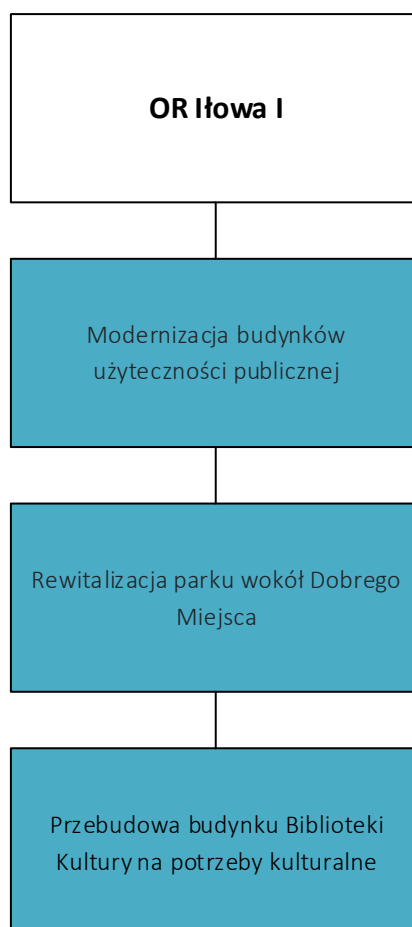 OR Iłowa I
Modernizacja budynków
użyteczności publicznej
Rewitalizacja parku wokół Dobrego
Miejsca
Przebudowa budynku Biblioteki
Kultury na potrzeby kulturalne